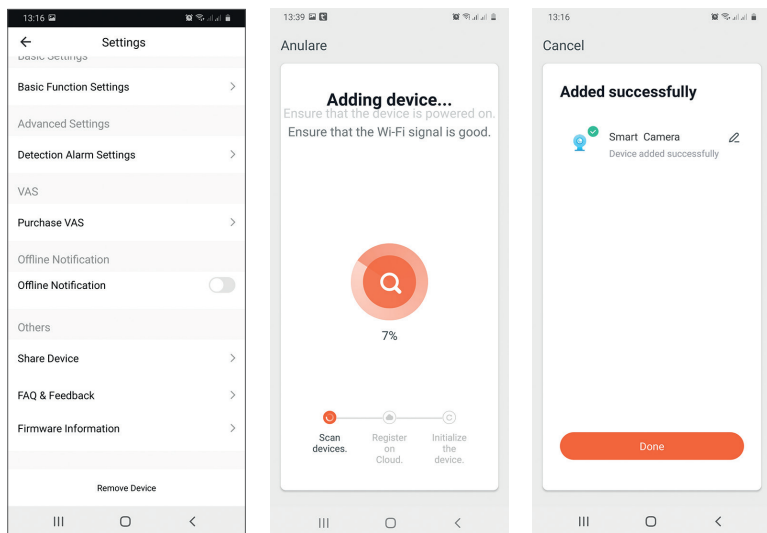 13:16
Settings
Basic Settings
Basic Function Settings
Advanced Settings
Detection Alarm Settings
VAS
Purchase VAS
Offline Notification
Offline Notification
Others
Share Device
FAQ & Feedback
Firmware Information
Remove Device
13:39
Anulare
Adding device...
Ensure that the device is powered on.
Ensure that the Wi-Fi signal is good.
7%
Scan
devices.
Register
on
Cloud.
Initialize
the
device.
13:16
Cancel
Added successfully
Smart Camera
Device added successfully
Done